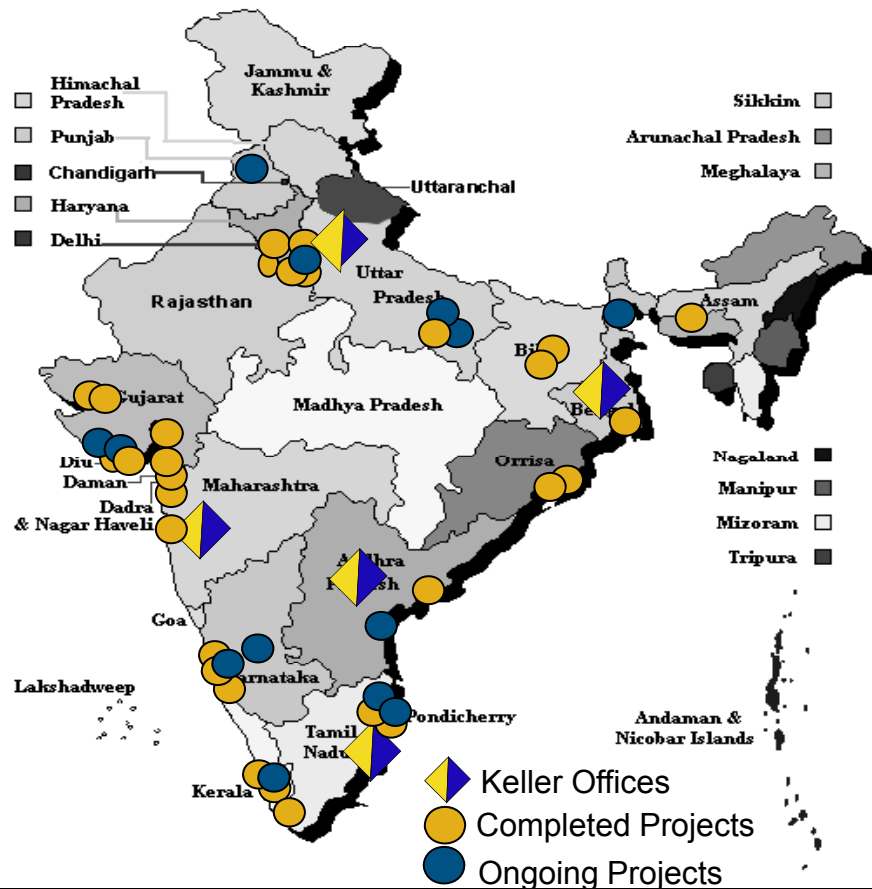 Jammu &
Kashmir
Himachal
Pradesh
Punjab
Chandigarh
Haryana
Delhi
Sikkim
Arunachal Pradesh
Meghalaya
Uttaranchal
Rajasthan
Uttar
Pradesh
Assam
Gujarat
Madhya Pradesh
Diu
Daman
Dadra
& Nagar Haveli
Maharashtra
Orrisa
Nagaland
Manipur
Mizoram
Tripura
Goa
Lakshadweep
Pondicherry
Tamil
Nadu
Andaman &
Nicobar Islands
Kerala
Keller Offices
Completed Projects
Ongoing Projects